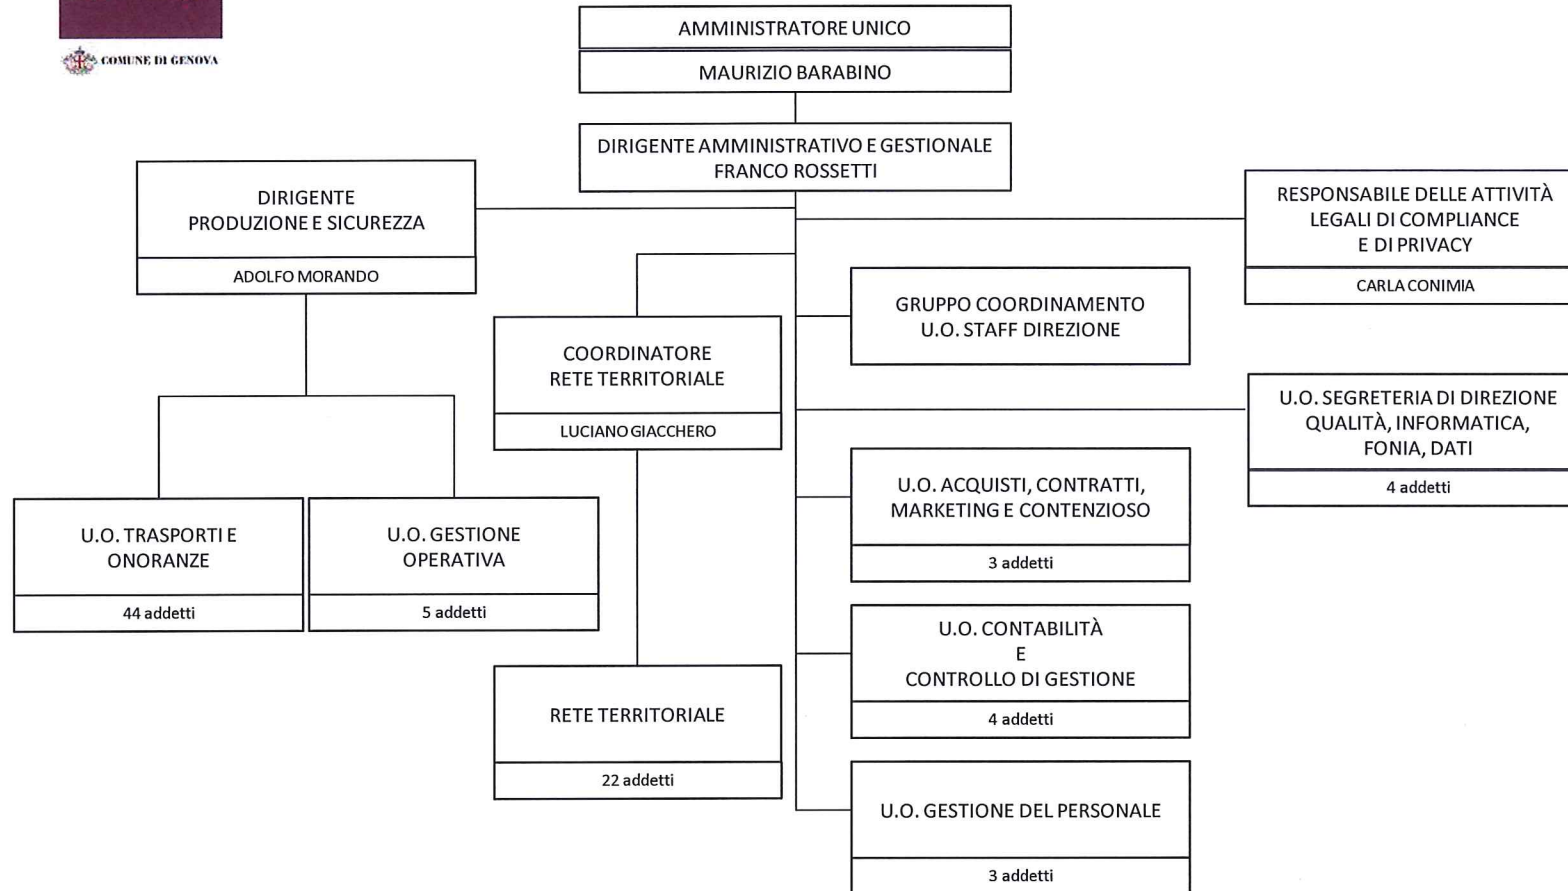 COMUNE DI GENOVA
AMMINISTRATORE UNICO
MAURIZIO BARABINO
DIRIGENTE AMMINISTRATIVO E GESTIONALE
FRANCO ROSSETTI
DIRIGENTE
PRODUZIONE E SICUREZZA
ADOLFO MORANDO
RESPONSABILE DELLE ATTIVITÀ
LEGALI DI COMPLIANCE
E DI PRIVACY
CARLA CONIMIA
GRUPPO COORDINAMENTO
U.O. STAFF DIREZIONE
COORDINATORE
RETE TERRITORIALE
LUCIANO GIACCHERO
U.O. SEGRETERIA DI DIREZIONE
QUALITÀ, INFORMATICA,
FONIA, DATI
4 addetti
U.O. ACQUISTI, CONTRATTI,
MARKETING E CONTENZIOSO
3 addetti
U.O. TRASPORTI E
ONORANZE
44 addetti
U.O. GESTIONE
OPERATIVA
5 addetti
U.O. CONTABILITÀ
E
CONTROLLO DI GESTIONE
4 addetti
RETE TERRITORIALE
22 addetti
U.O. GESTIONE DEL PERSONALE
3 addetti